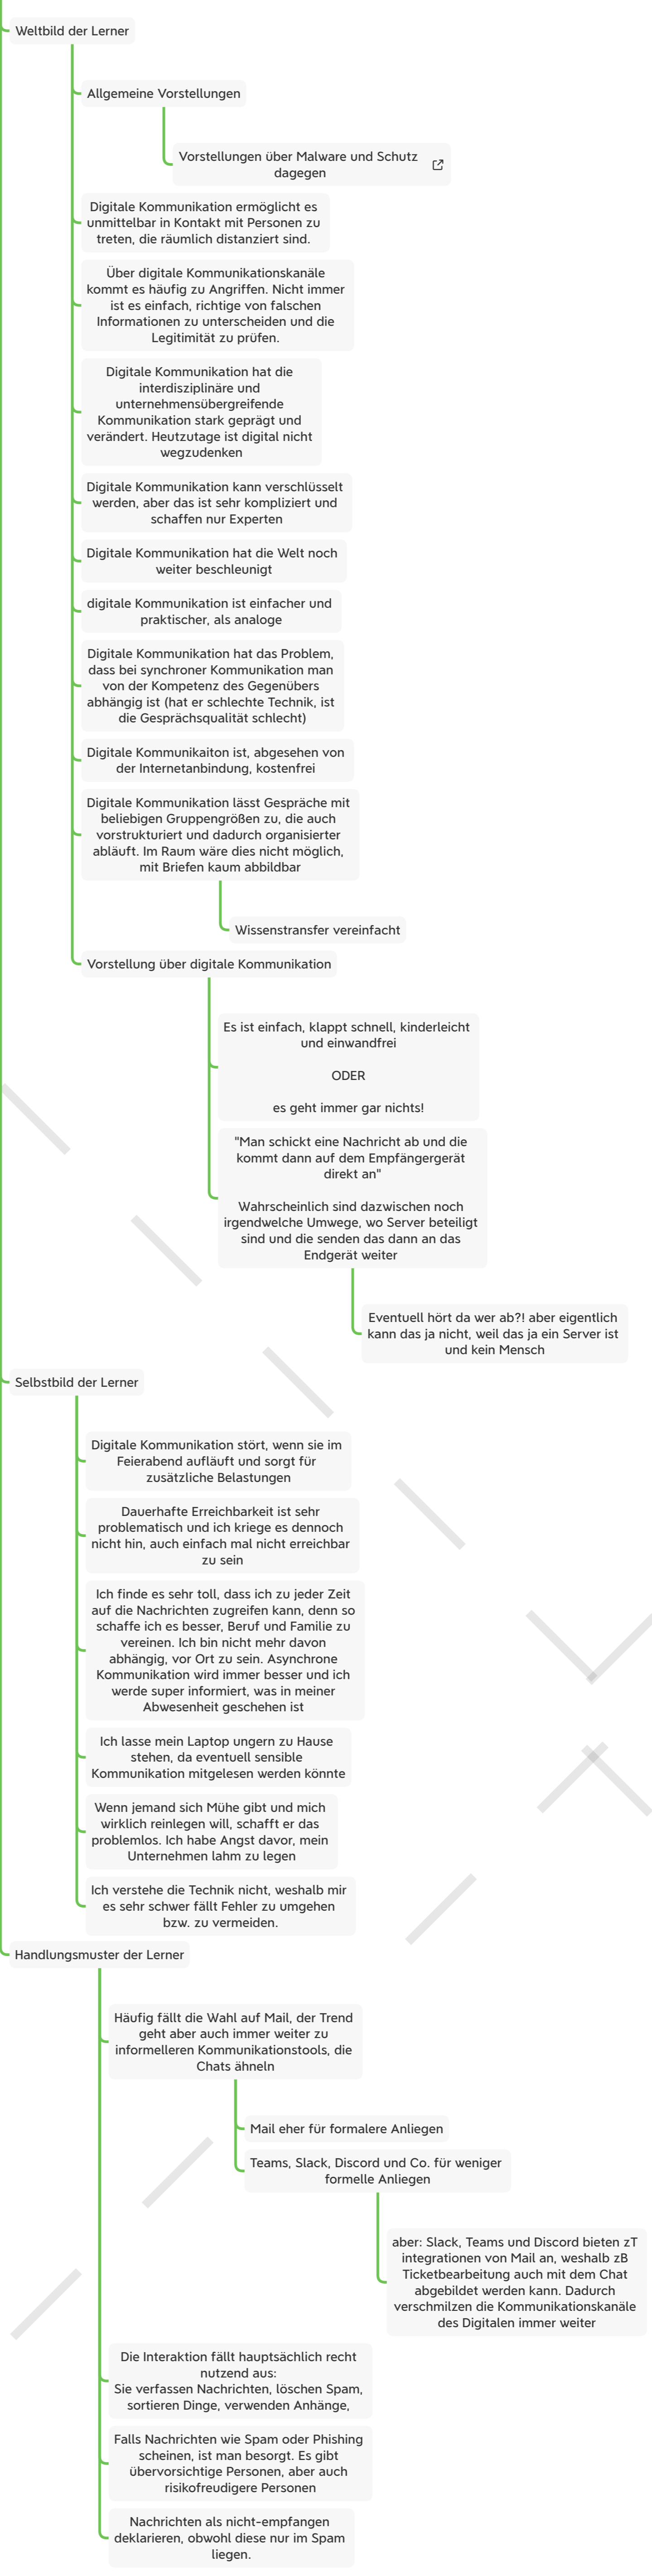 Weltbild der Lerner
Allgemeine Vorstellungen
Vorstellungen über Malware und Schutz
dagegen
Digitale Kommunikation ermöglicht es
unmittelbar in Kontakt mit Personen zu
treten, die räumlich distanziert sind.
Über digitale Kommunikationskanäle
kommt es häufig zu Angriffen. Nicht immer
ist es einfach, richtige von falschen
Informationen zu unterscheiden und die
Legitimität zu prüfen.
Digitale Kommunikation hat die
interdisziplinäre und
unternehmensübergreifende
Kommunikation stark geprägt und
verändert. Heutzutage ist digital nicht
wegzudenken
Digitale Kommunikation kann verschlüsselt
werden, aber das ist sehr kompliziert und
schaffen nur Experten
Digitale Kommunikation hat die Welt noch
weiter beschleunigt
digitale Kommunikation ist einfacher und
praktischer, als analoge
Digitale Kommunikation hat das Problem,
dass bei synchroner Kommunikation man
von der Kompetenz des Gegenübers
abhängig ist (hat er schlechte Technik, ist
die Gesprächsqualität schlecht)
Digitale Kommunikaiton ist, abgesehen von
der Internetanbindung, kostenfrei
Digitale Kommunikation lässt Gespräche mit
beliebigen Gruppengrößen zu, die auch
vorstrukturiert und dadurch organisierter
abläuft. Im Raum wäre dies nicht möglich,
mit Briefen kaum abbildbar
Wissenstransfer vereinfacht
Vorstellung über digitale Kommunikation
Es ist einfach, klappt schnell, kinderleicht
und einwandfrei
ODER
es geht immer gar nichts!
"Man schickt eine Nachricht ab und die
kommt dann auf dem Empfängergerät
direkt an"
Wahrscheinlich sind dazwischen noch
irgendwelche Umwege, wo Server beteiligt
sind und die senden das dann an das
Endgerät weiter
Eventuell hört da wer ab?! aber eigentlich
kann das ja nicht, weil das ja ein Server ist
und kein Mensch
Selbstbild der Lerner
Digitale Kommunikation stört, wenn sie im
Feierabend aufläuft und sorgt für
zusätzliche Belastungen
Dauerhafte Erreichbarkeit ist sehr
problematisch und ich kriege es dennoch
nicht hin, auch einfach mal nicht erreichbar
zu sein
Ich finde es sehr toll, dass ich zu jeder Zeit
auf die Nachrichten zugreifen kann, denn so
schaffe ich es besser, Beruf und Familie zu
vereinen. Ich bin nicht mehr davon
abhängig, vor Ort zu sein. Asynchrone
Kommunikation wird immer besser und ich
werde super informiert, was in meiner
Abwesenheit geschehen ist
Ich lasse mein Laptop ungern zu Hause
stehen, da eventuell sensible
Kommunikation mitgelesen werden könnte
Wenn jemand sich Mühe gibt und mich
wirklich reinlegen will, schafft er das
problemlos. Ich habe Angst davor, mein
Unternehmen lahm zu legen
Ich verstehe die Technik nicht, weshalb mir
es sehr schwer fällt Fehler zu umgehen
bzw. zu vermeiden.
Handlungsmuster der Lerner
Häufig fällt die Wahl auf Mail, der Trend
geht aber auch immer weiter zu
informelleren Kommunikationstools, die
Chats ähneln
Mail eher für formalere Anliegen
Teams, Slack, Discord und Co. für weniger
formelle Anliegen
aber: Slack, Teams und Discord bieten zT
integrationen von Mail an, weshalb zB
Ticketbearbeitung auch mit dem Chat
abgebildet werden kann. Dadurch
verschmilzen die Kommunikationskanäle
des Digitalen immer weiter
Die Interaktion fällt hauptsächlich recht
nutzend aus:
Sie verfassen Nachrichten, löschen Spam,
sortieren Dinge, verwenden Anhänge,
Falls Nachrichten wie Spam oder Phishing
scheinen, ist man besorgt. Es gibt
übervorsichtige Personen, aber auch
risikofreudigere Personen
Nachrichten als nicht-empfangen
deklarieren, obwohl diese nur im Spam
liegen.